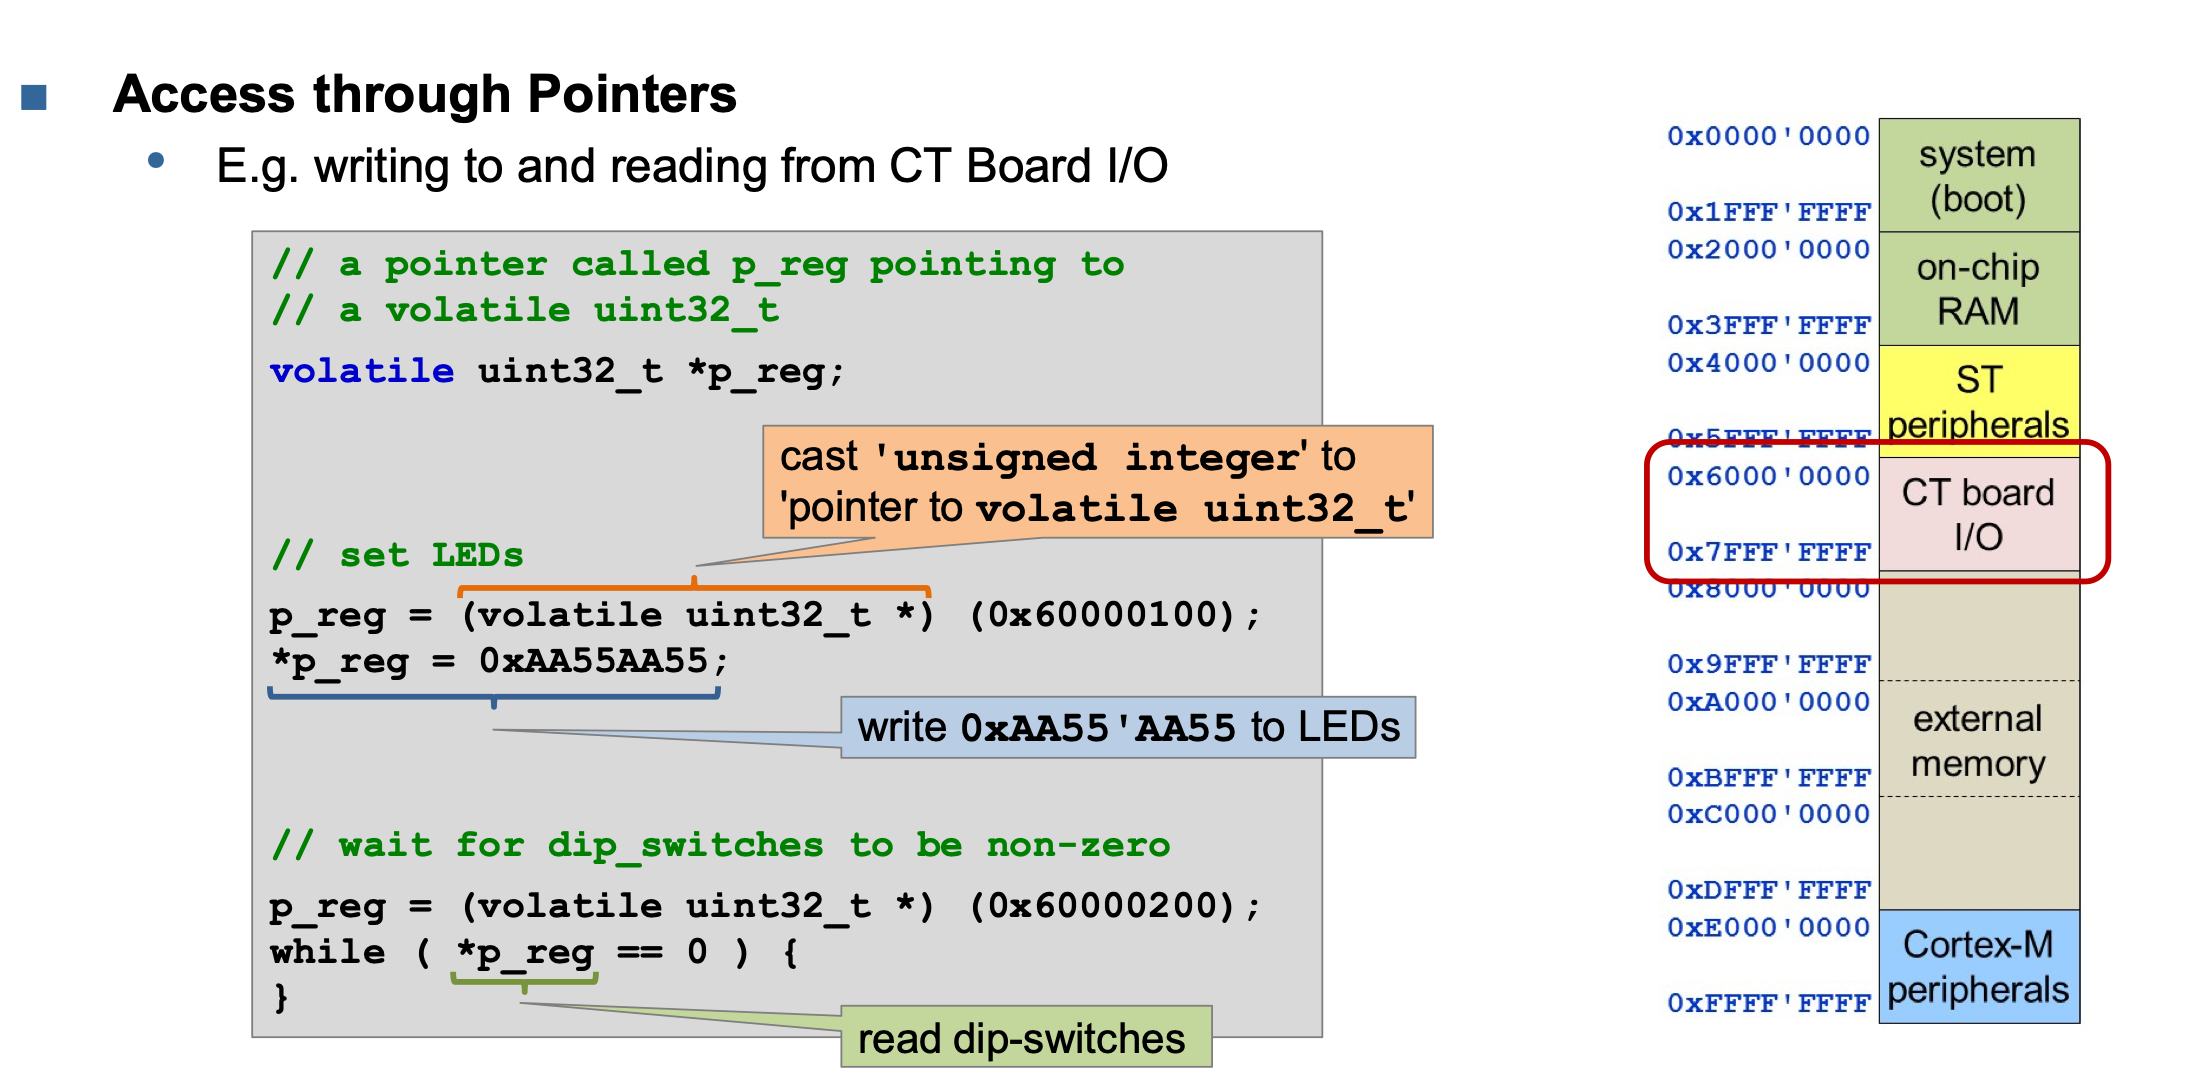 Access through Pointers
E.g. writing to and reading from CT Board I/O
// a pointer called p_reg pointing to
// a volatile uint32_t
volatile uint32_t *p_reg;
cast 'unsigned integer' to
'pointer to volatile uint32_t'
// set LEDs
p_reg = (volatile uint32_t *) (0x60000100);
*p_reg = 0xAA55AA55;
write 0xAA55'AA55 to LEDs
// wait for dip_switches to be non-zero
p_reg = (volatile uint32_t *) (0x60000200);
while ( *p_reg == 0 ) {
}
read dip-switches
0x0000'0000
system
(boot)
0x1FFF'FFFF
0x2000'0000
on-chip
RAM
0x3FFF'FFFF
0x4000'0000
ST
peripherals
0x5FFF'FFFF
0x6000'0000
CT board
I/O
0x7FFF'FFFF
0x8000'0000
0x9FFF'FFFF
0xA000'0000
external
memory
0xBFFF'FFFF
0xC000'0000
0xDFFF'FFFF
0xE000'0000
Cortex-M
peripherals
0xFFFF'FFFF